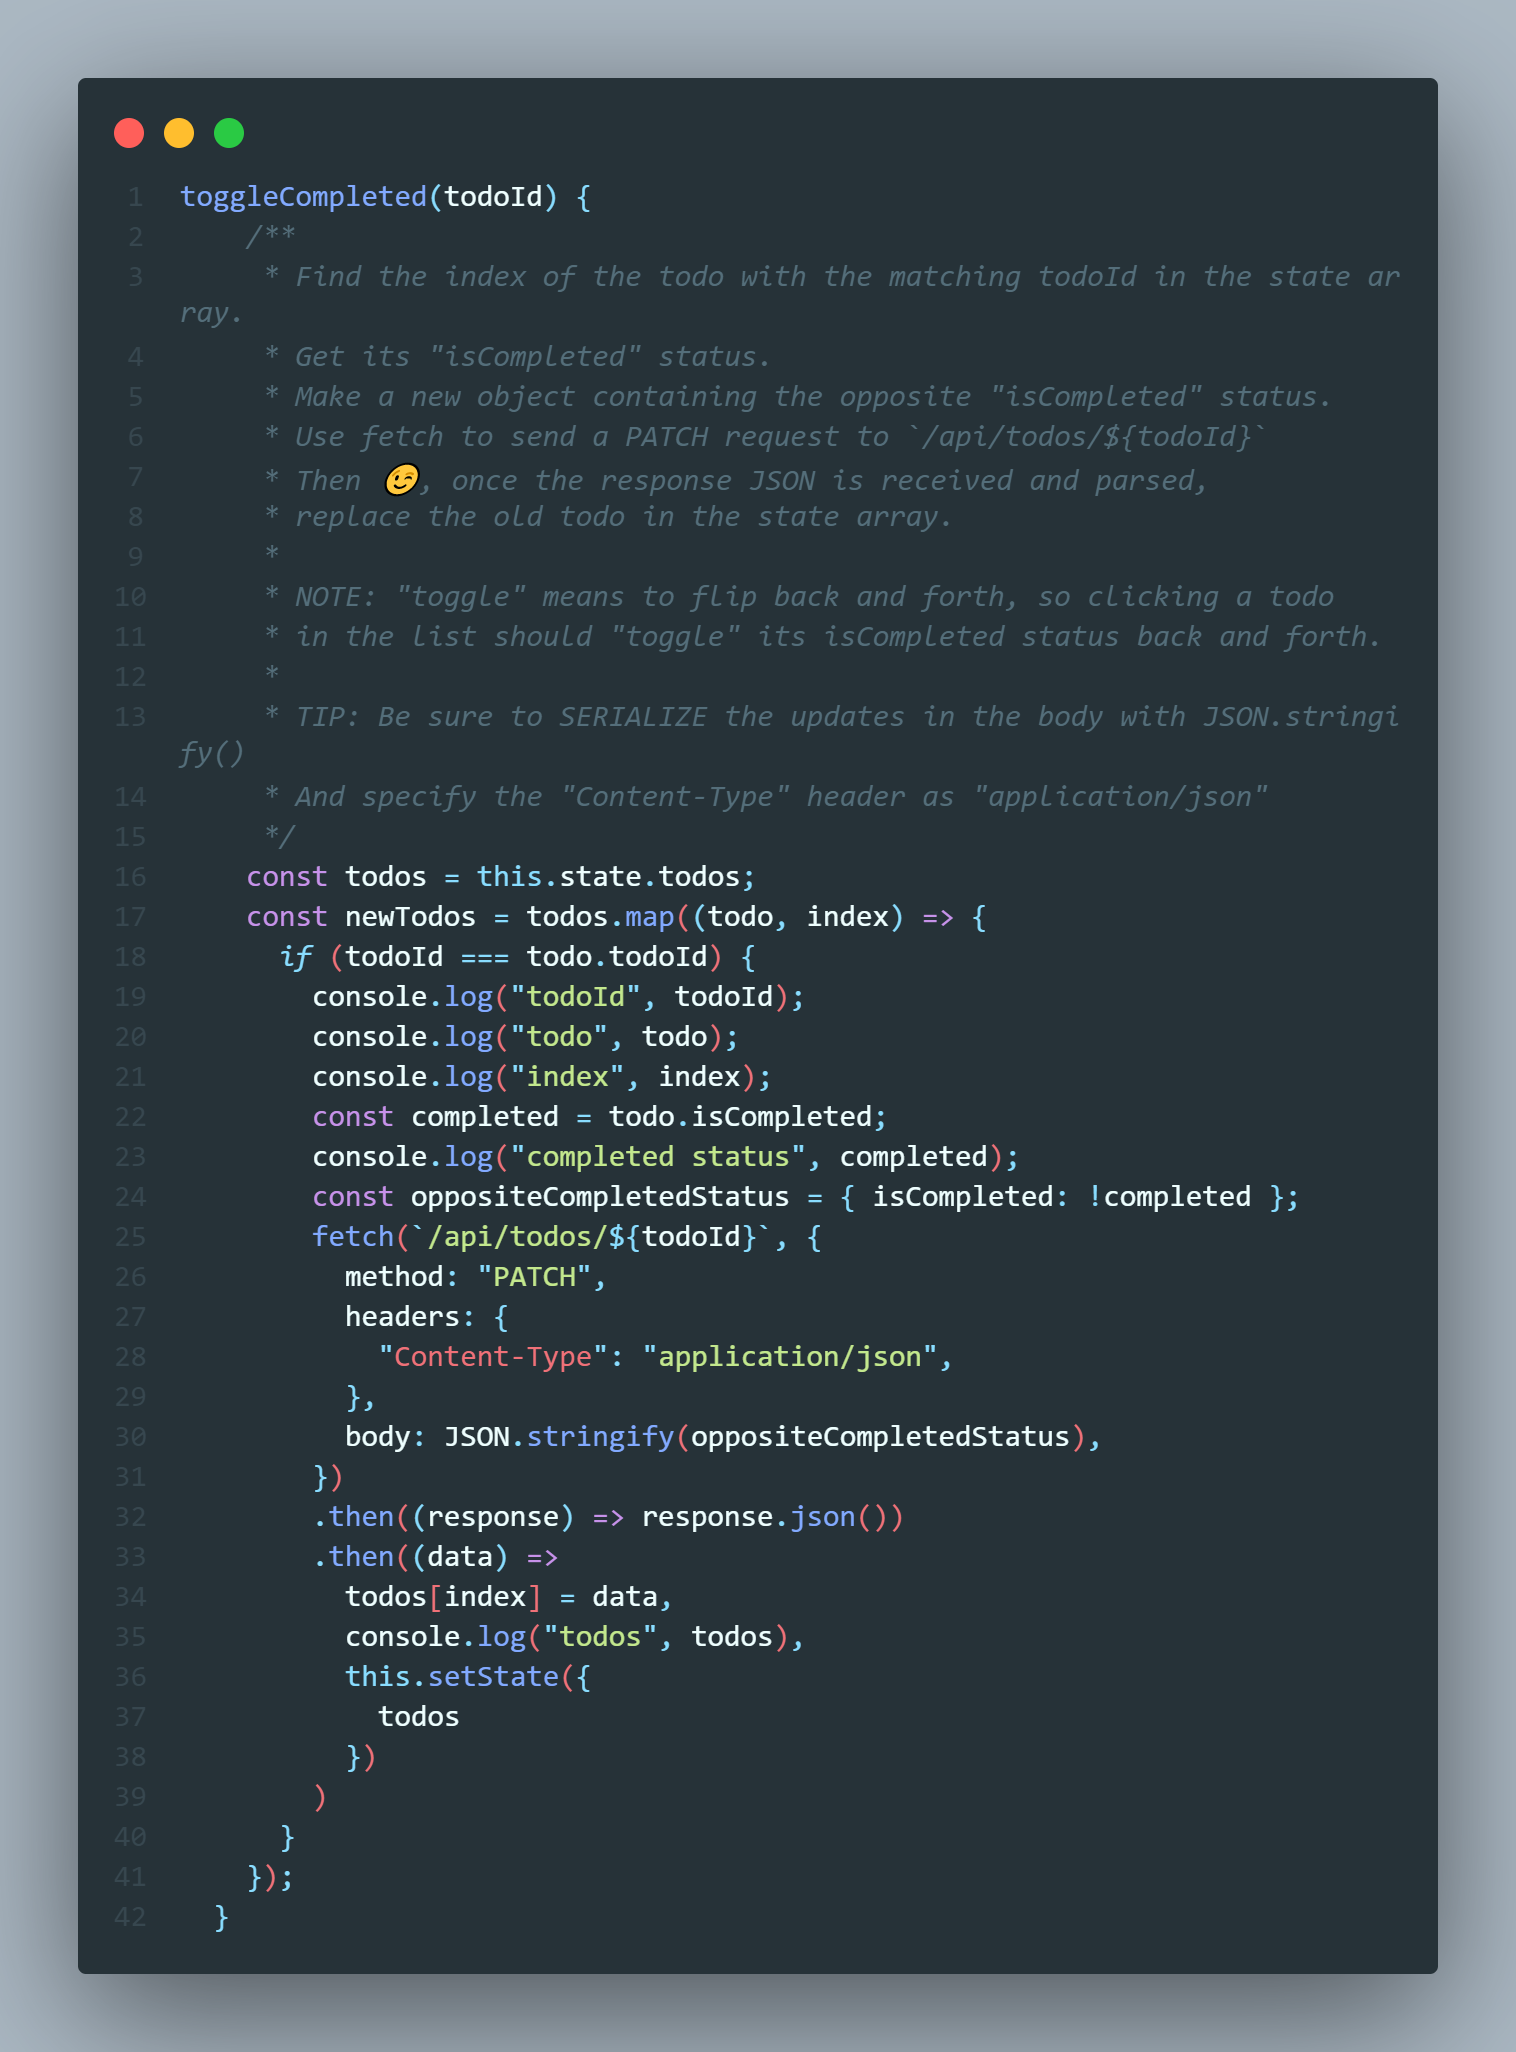 1 toggleCompleted(todoId) {
2     /**
3      * Find the index of the todo with the matching todoId in the state ar
ray.
4      * Get its "isCompleted" status.
5      * Make a new object containing the opposite "isCompleted" status.
6      * Use fetch to send a PATCH request to `/api/todos/${todoId}`
7      * Then 😉, once the response JSON is received and parsed,
8      * replace the old todo in the state array.
9      *
10      * NOTE: "toggle" means to flip back and forth, so clicking a todo
11      * in the list should "toggle" its isCompleted status back and forth.
12      *
13      * TIP: Be sure to SERIALIZE the updates in the body with JSON.stringi
fy()
14      * And specify the "Content-Type" header as "application/json"
15      */
16     const todos = this.state.todos;
17     const newTodos = todos.map((todo, index) => {
18       if (todoId === todo.todoId) {
19         console.log("todoId", todoId);
20         console.log("todo", todo);
21         console.log("index", index);
22         const completed = todo.isCompleted;
23         console.log("completed status", completed);
24         const oppositeCompletedStatus = { isCompleted: !completed };
25         fetch(`/api/todos/${todoId}`, {
26           method: "PATCH",
27           headers: {
28             "Content-Type": "application/json",
29           },
30           body: JSON.stringify(oppositeCompletedStatus),
31         })
32         .then((response) => response.json())
33         .then((data) =>
34           todos[index] = data,
35           console.log("todos", todos),
36           this.setState({
37             todos
38           })
39         )
40       }
41     });
42   }